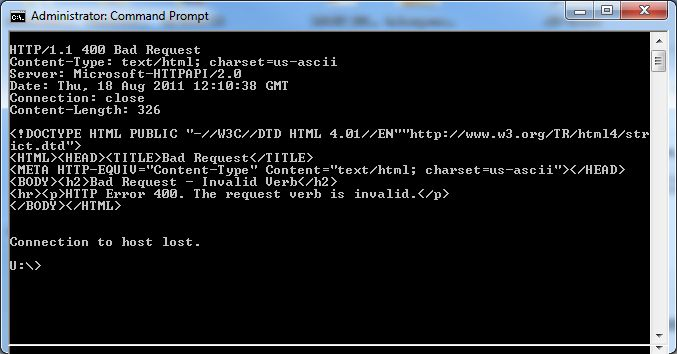 Administrator: Command Prompt
HTTP/1.1 400 Bad Request
Content-Type: text/html; charset=us-ascii
Server: Microsoft-HTTPAPI/2.0
Date: Thu, 18 Aug 2011 12:10:38 GMT
Connection: close
Content-Length: 326
<!DOCTYPE HTML PUBLIC "-//W3C//DTD HTML 4.01//EN""http://www.w3.org/TR/html4/str
ict.dtd">
<HTML><HEAD><TITLE>Bad Request</TITLE>
<META HTTP-EQUIV="Content-Type" Content="text/html; charset=us-ascii"></HEAD>
<BODY><h2>Bad Request - Invalid Verb</h2>
<hr><p>HTTP Error 400. The request verb is invalid.</p>
</BODY></HTML>
Connection to host lost.
U:\>